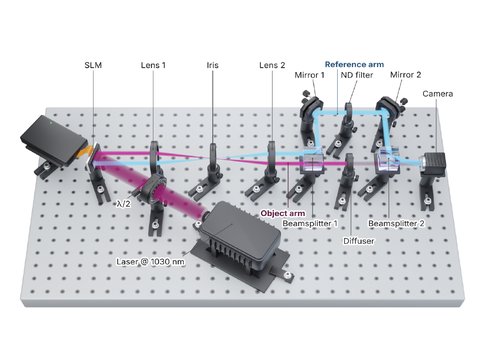 Reference arm
SLM
Lens 1
Iris
Lens 2
Mirror 1
ND filter
Mirror 2
Camera
λ/2
Object arm
Beamsplitter 1
Beamsplitter 2
Diffuser
Laser @ 1030 nm